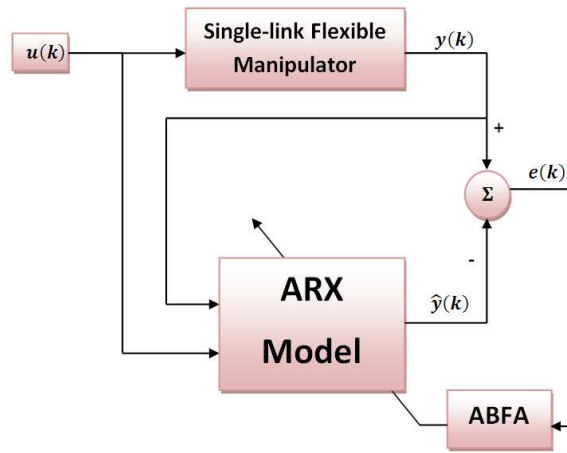 u(k)
Single-link Flexible
Manipulator
y(k)
+
Σ
e(k)
-
ARX
Model
ŷ(k)
ABFA